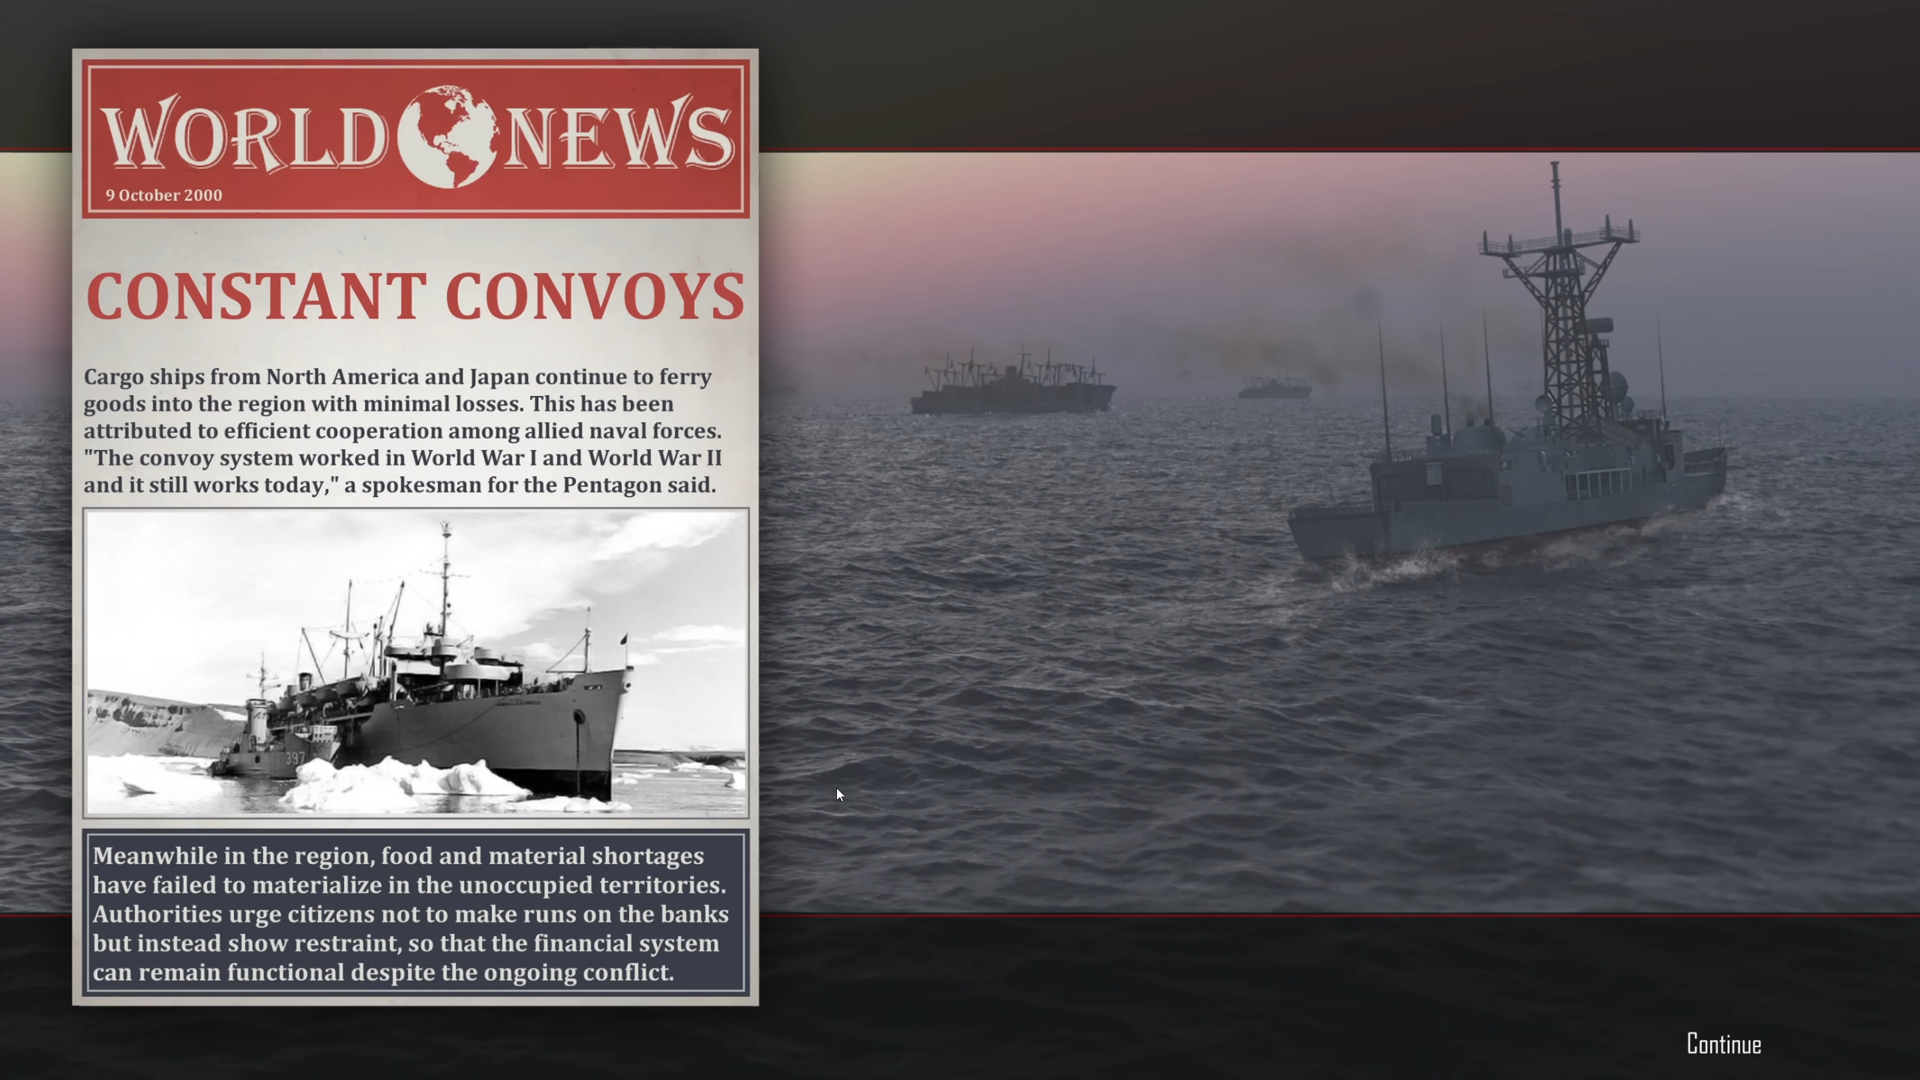 WORLD NEWS
9 October 2000
CONSTANT CONVOYS
Cargo ships from North America and Japan continue to ferry
goods into the region with minimal losses. This has been
attributed to efficient cooperation among allied naval forces.
"The convoy system worked in World War I and World War II
and it still works today," a spokesman for the Pentagon said.
397
Meanwhile in the region, food and material shortages
have failed to materialize in the unoccupied territories.
Authorities urge citizens not to make runs on the banks
but instead show restraint, so that the financial system
can remain functional despite the ongoing conflict.
Continue